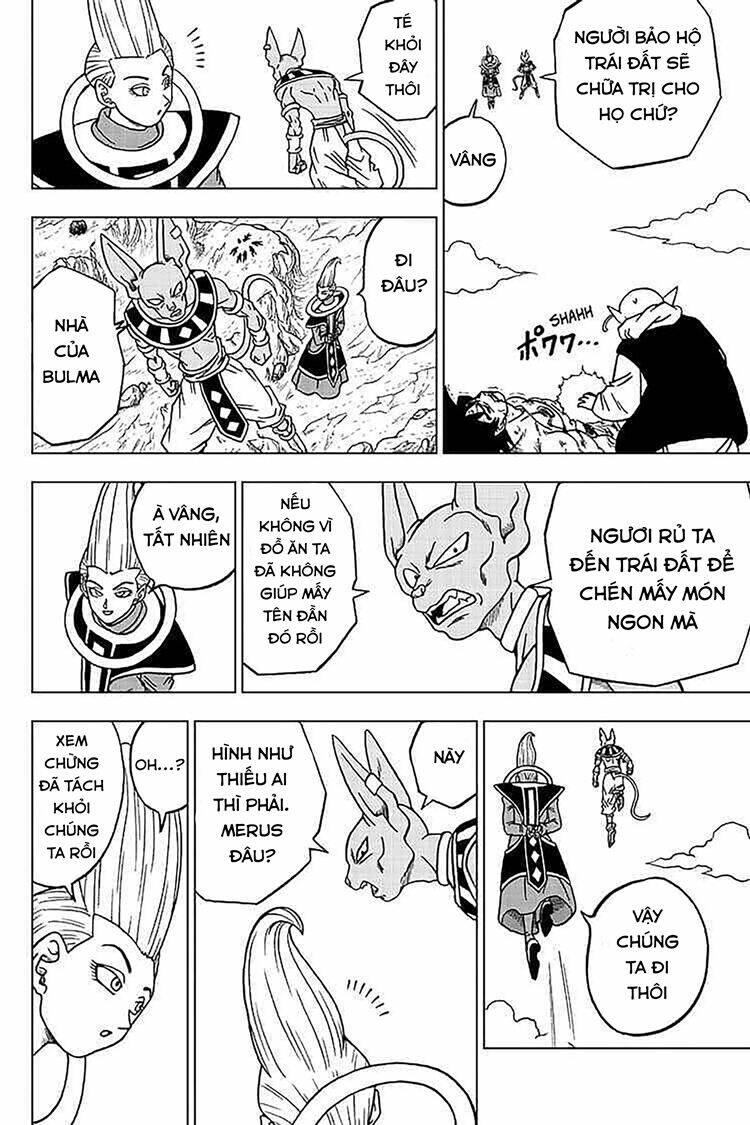 NGƯỜI BẢO HỘ
TRÁI ĐẤT SẼ
CHỮA TRỊ CHO
HỌ CHỨ?
VÂNG
SHAHH
ポワワ...
TÉ
KHỎI
ĐÂY
THÔI
ĐI
ĐÂU?
NHÀ
CỦA
BULMA
NGƯƠI RỦ TA
ĐẾN TRÁI ĐẤT ĐỂ
CHÉN MẤY MÓN
NGON MÀ
NẾU
KHÔNG VÌ
ĐỒ ĂN TA
ĐÃ KHÔNG
GIÚP MẤY
TÊN ĐẦN
ĐÓ RỒI
À VÂNG,
TẤT NHIÊN
VẬY
CHÚNG
TA ĐI
THÔI
NÀY
HÌNH NHƯ
THIẾU AI
THÌ PHẢI.
MERUS
ĐÂU?
OH...?
XEM
CHỪNG
ĐÃ TÁCH
KHỎI
CHÚNG
TA RỒI